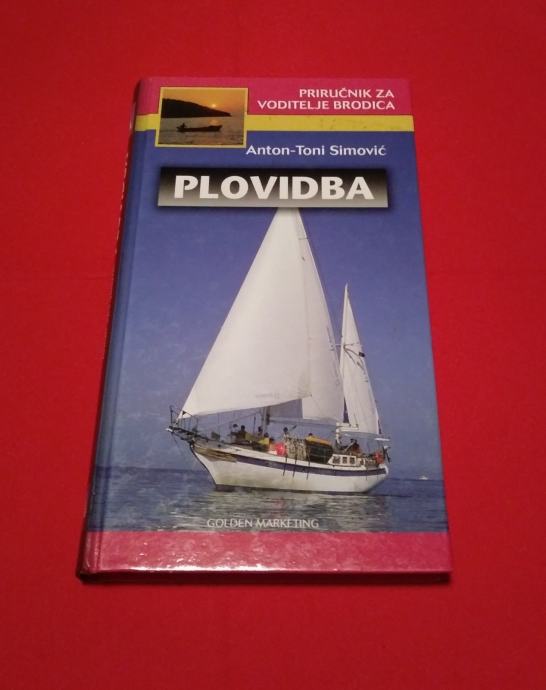 PRIRUČNIK ZA
VODITELJE BRODICA
Anton-Toni Simović
PLOVIDBA
GOLDEN MARKETING